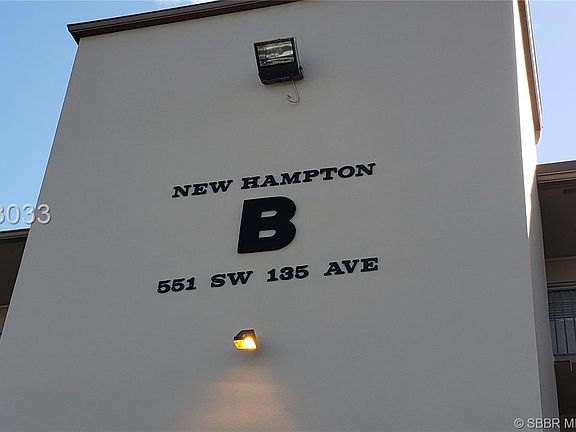 NEW HAMPTON
B
3033
551 SW 135 AVE
© SBBR M